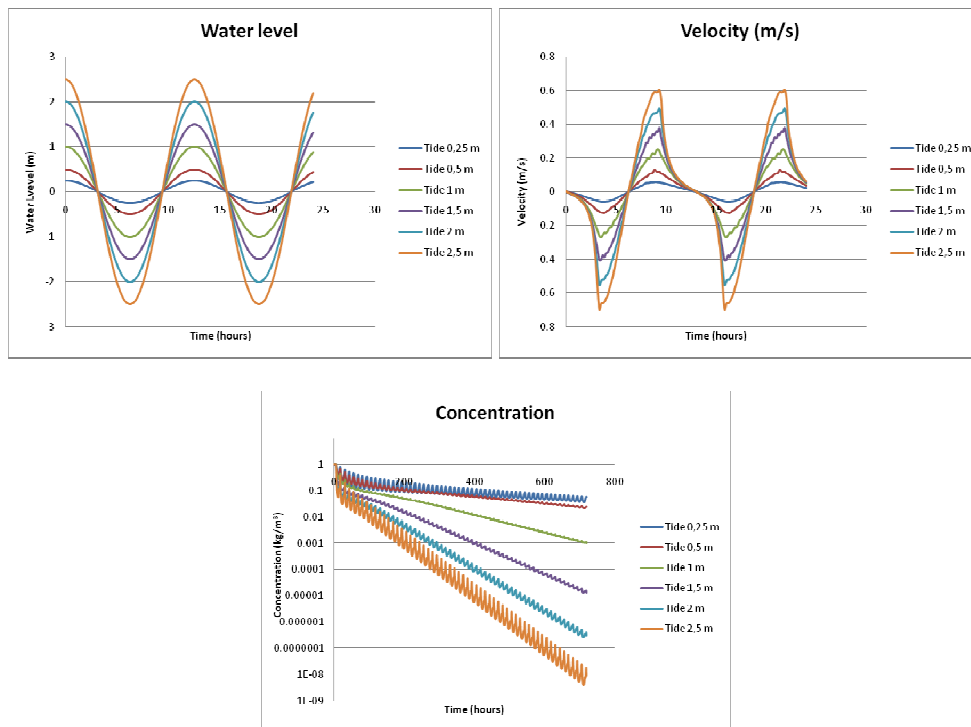 Water level
3
2
1
0
1
-2
3
0
5
10
15
20
25
30
Water Lvevel (m)
Time (hours)
Tide 0,25 m
Tide 0,5 m
Tide 1 m
Tide 1,5 m
Tide 2 m
Tide 2,5 m
Velocity (m/s)
0.8
0.6
0.4
0.2
0
0.2
0.4
0.6
0.8
0
5
10
15
20
25
30
Velocity (m/s)
Time (hours)
Tide 0,25 m
Tide 0,5 m
Tide 1 m
Tide 1,5 m
Tide 2 m
Tide 2,5 m
Concentration
1
0.1
0.01
0.001
0.0001
0.00001
0.000001
0.0000001
1E-08
1E-09
0
200
400
600
800
Concentration (kg/m³)
Time (hours)
Tide 0,25 m
Tide 0,5 m
Tide 1 m
Tide 1,5 m
Tide 2 m
Tide 2,5 m